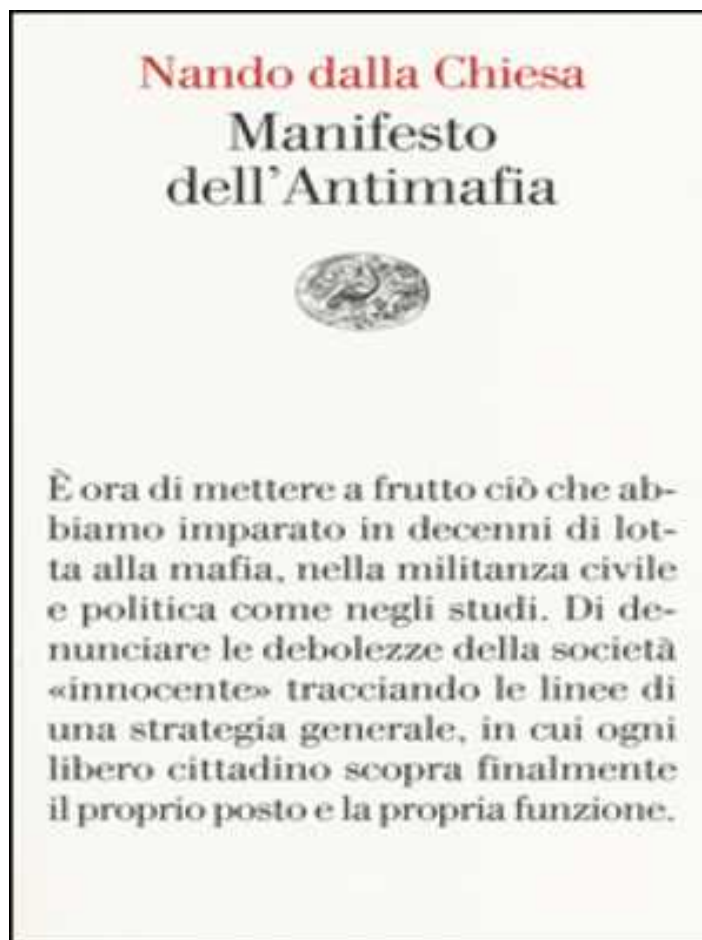 Nando dalla Chiesa
Manifesto
dell’Antimafia
È ora di mettere a frutto ciò che ab-
biamo imparato in decenni di lot-
ta alla mafia, nella militanza civile
e politica come negli studi. Di de-
nunciare le debolezze della società
«innocente» tracciando le linee di
una strategia generale, in cui ogni
libero cittadino scopra finalmente
il proprio posto e la propria funzione.